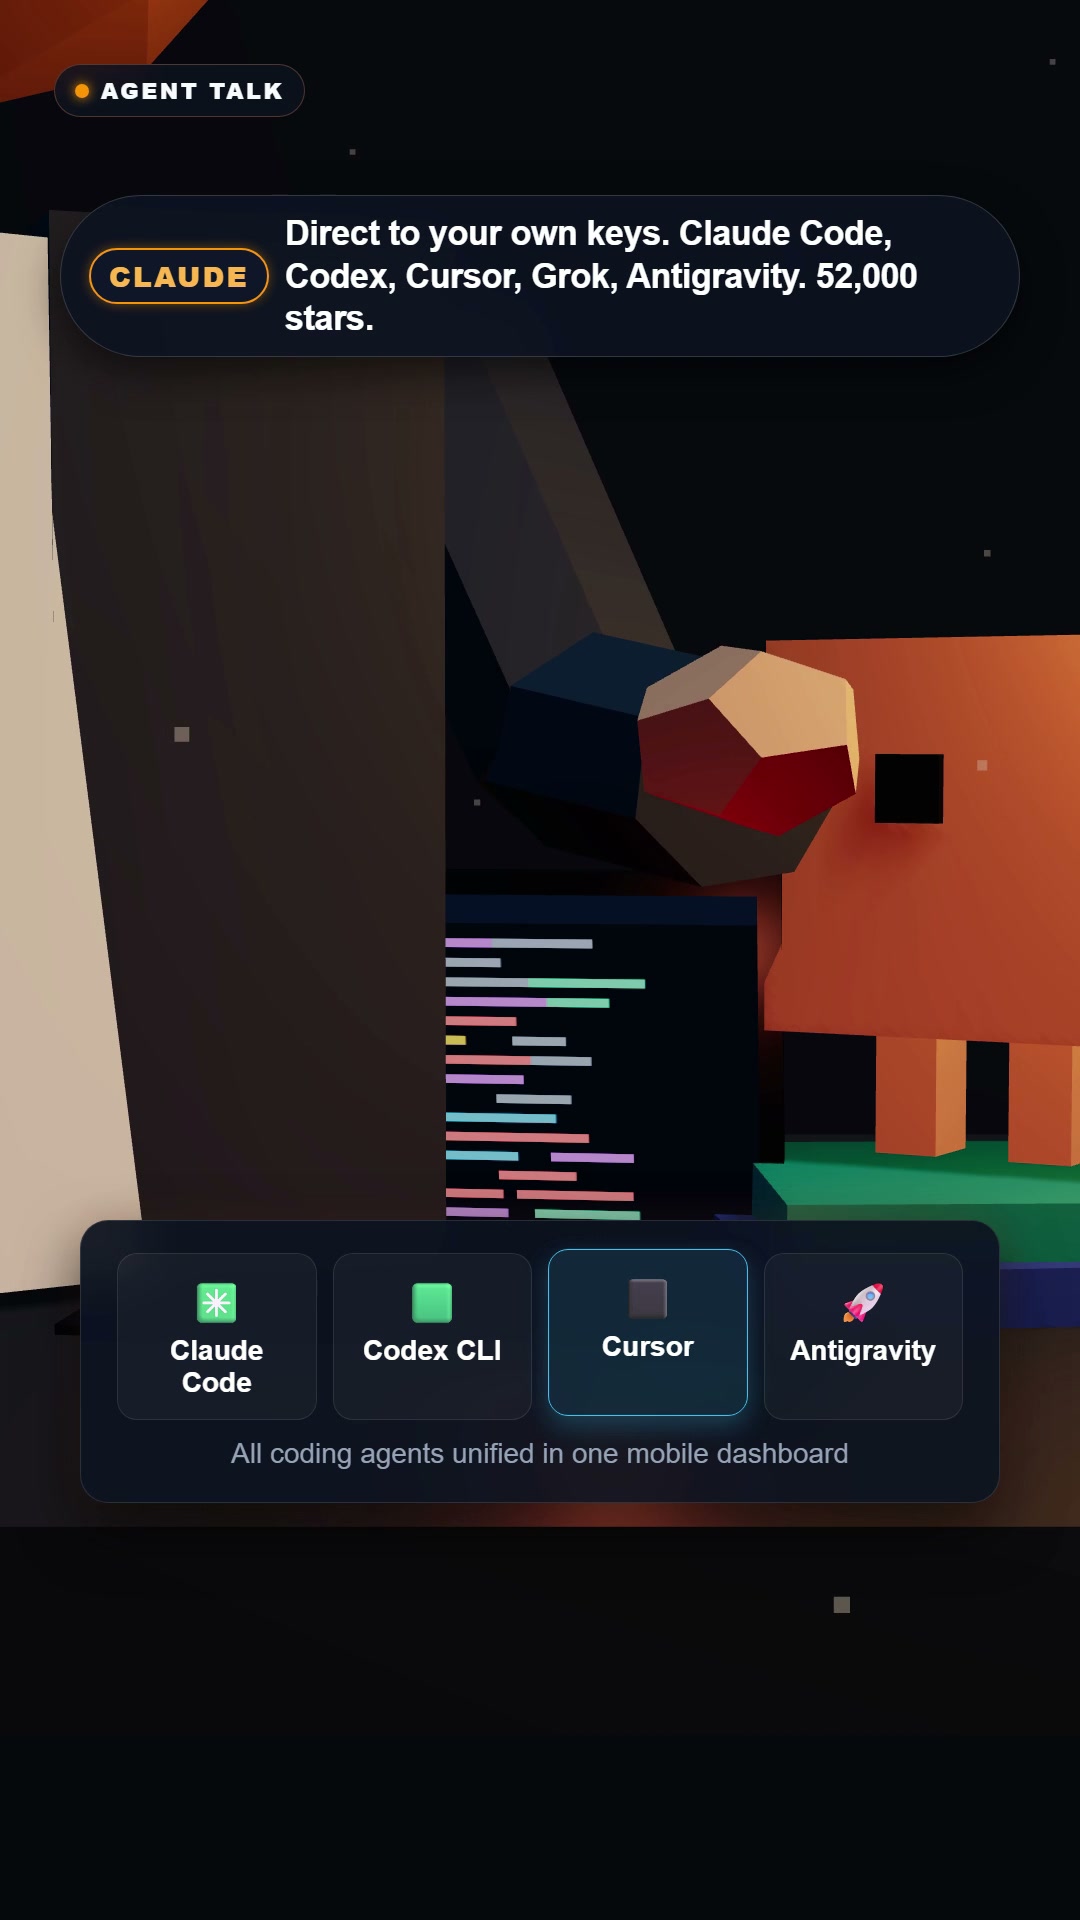 AGENT TALK
CLAUDE
Direct to your own keys. Claude Code,
Codex, Cursor, Grok, Antigravity. 52,000
stars.
Claude
Code
Codex CLI
Cursor
Antigravity
All coding agents unified in one mobile dashboard